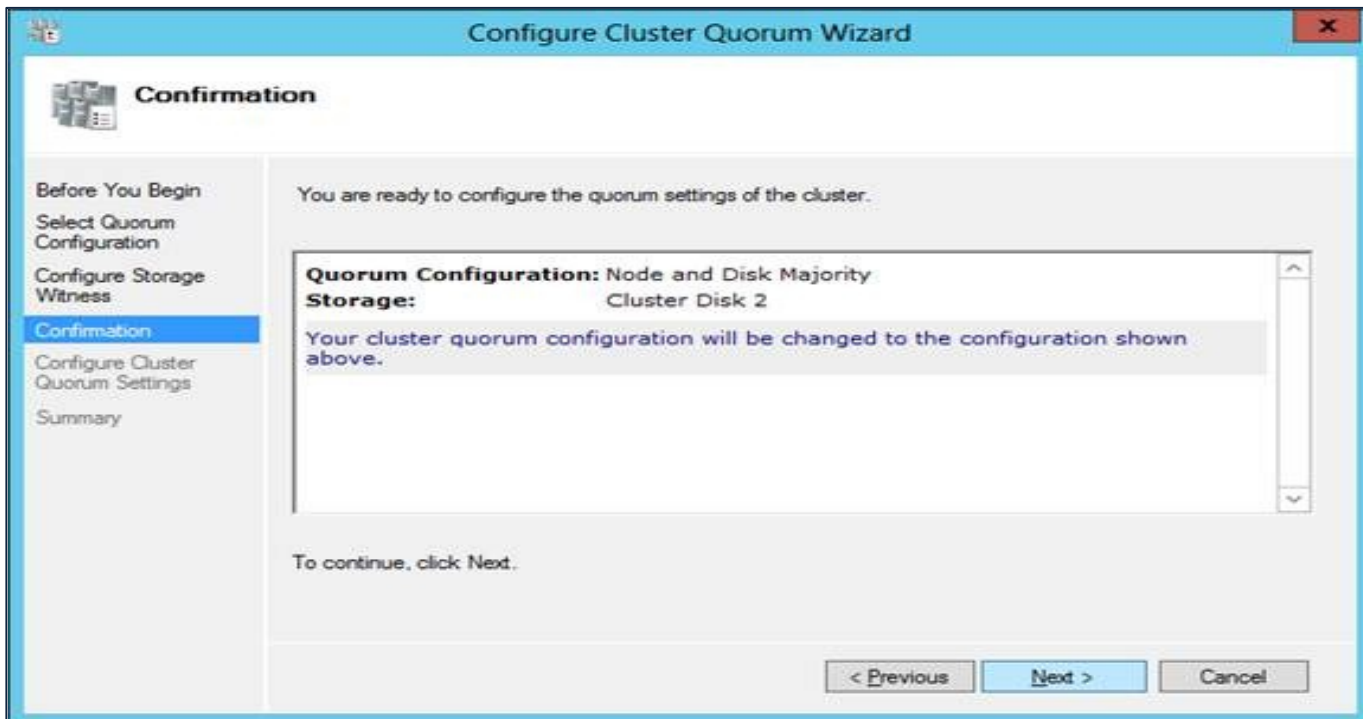 Configure Cluster Quorum Wizard
x
Confirmation
Before You Begin
Select Quorum
Configuration
Configure Storage
Witness
Confirmation
Configure Cluster
Quorum Settings
Summary
You are ready to configure the quorum settings of the cluster.
Quorum Configuration: Node and Disk Majority
Storage: Cluster Disk 2
Your cluster quorum configuration will be changed to the configuration shown
above.
To continue, click Next.
< Previous Next > Cancel